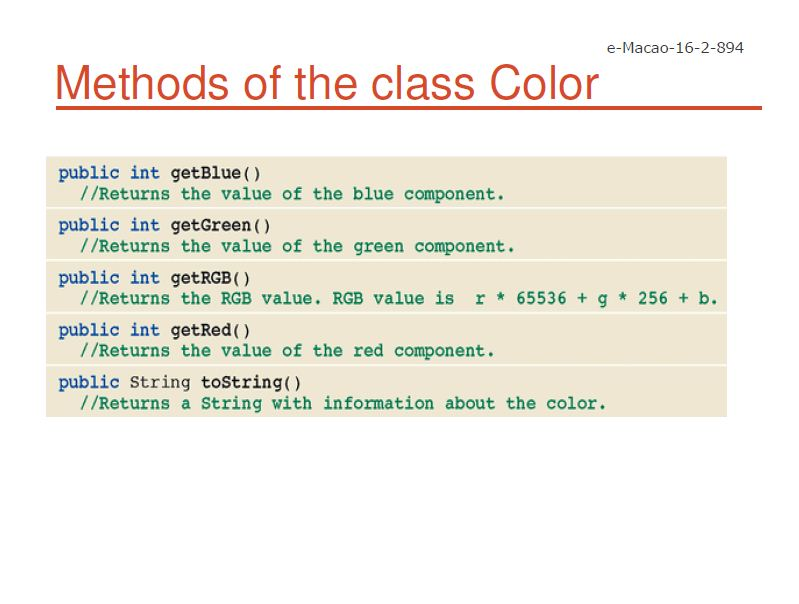 e-Macao-16-2-894
Methods of the class Color
public int getBlue()
//Returns the value of the blue component.
public int getGreen()
//Returns the value of the green component.
public int getRGB()
//Returns the RGB value. RGB value is  r * 65536 + g * 256 + b.
public int getRed()
//Returns the value of the red component.
public String toString()
//Returns a String with information about the color.